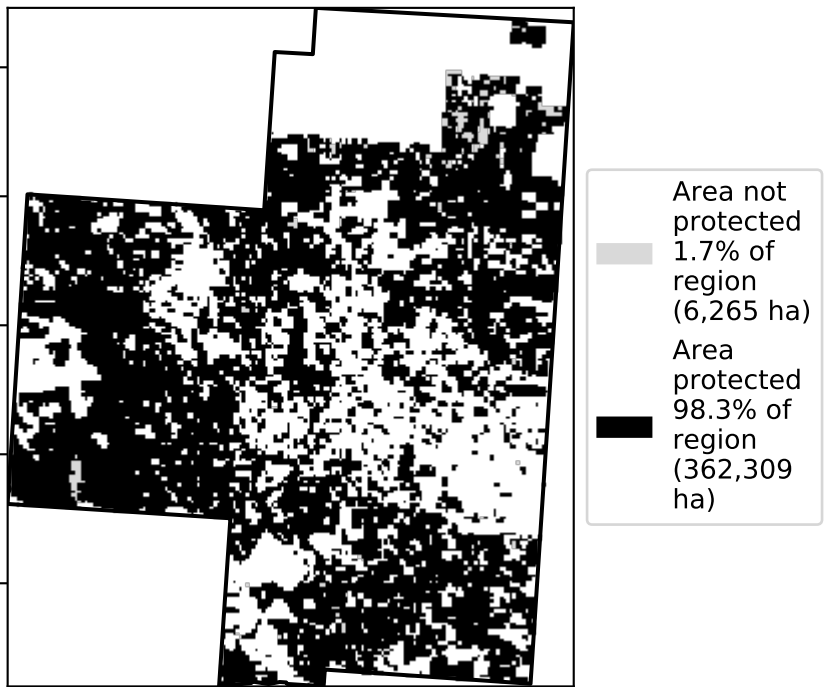 Area not
protected
1.7% of
region
(6,265 ha)
Area
protected
98.3% of
region
(362,309
ha)